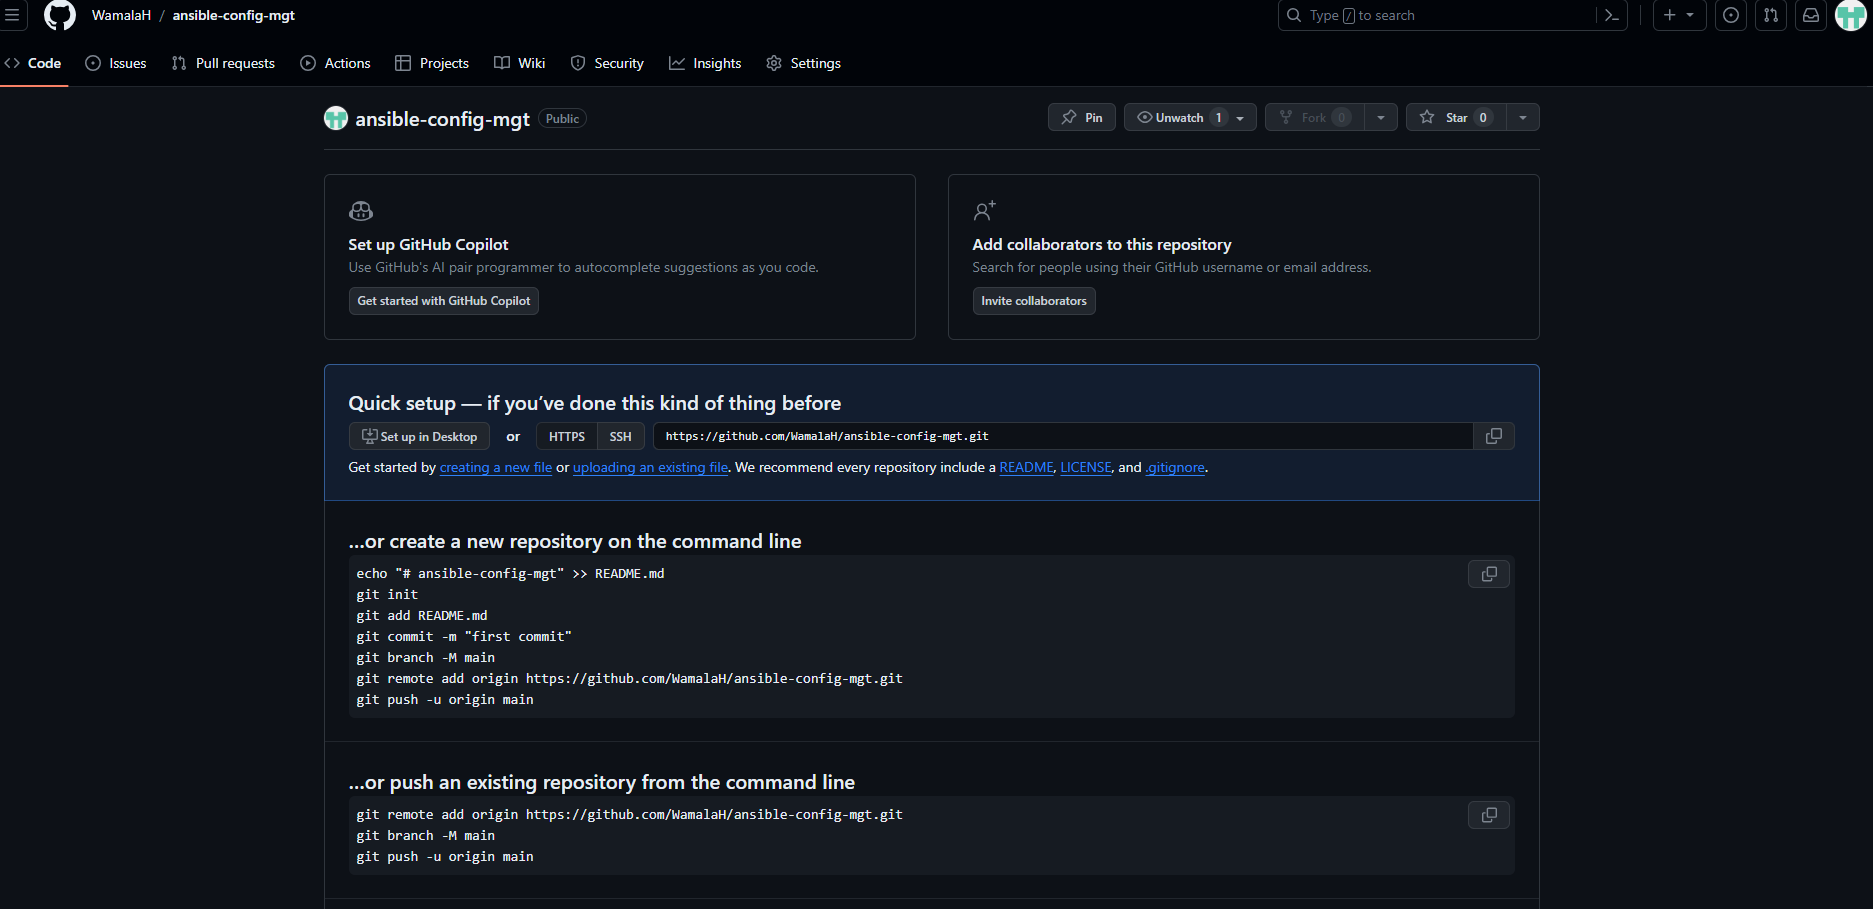 WamalaH / ansible-config-mgt
Type / to search
Code
Issues
Pull requests
Actions
Projects
Wiki
Security
Insights
Settings
ansible-config-mgt Public
Pin
Unwatch 1
Fork 0
Star 0
Set up GitHub Copilot
Use GitHub's AI pair programmer to autocomplete suggestions as you code.
Get started with GitHub Copilot
Add collaborators to this repository
Search for people using their GitHub username or email address.
Invite collaborators
Quick setup — if you’ve done this kind of thing before
Set up in Desktop or HTTPS SSH https://github.com/WamalaH/ansible-config-mgt.git
Get started by creating a new file or uploading an existing file. We recommend every repository include a README, LICENSE, and .gitignore.
…or create a new repository on the command line
echo "# ansible-config-mgt" >> README.md
git init
git add README.md
git commit -m "first commit"
git branch -M main
git remote add origin https://github.com/WamalaH/ansible-config-mgt.git
git push -u origin main
…or push an existing repository from the command line
git remote add origin https://github.com/WamalaH/ansible-config-mgt.git
git branch -M main
git push -u origin main